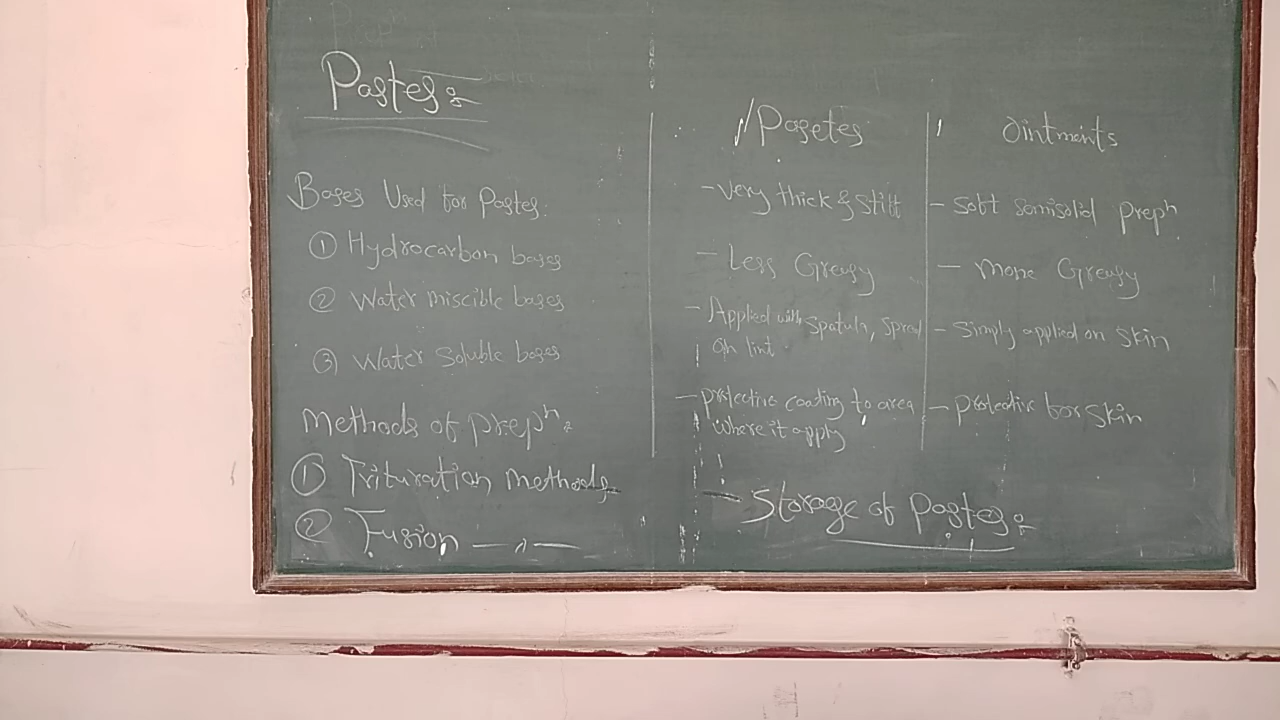 Pastes:
Bases Used for Pastes:
① Hydrocarbon bases
② Water miscible bases
③ Water Soluble bases
Methods of prepⁿ:
① Trituration methods
② Fusion — 〃 —
Pasetes
- very thick & stiff
- Less Greasy
- Applied with spatula, spread
on lint
- protective coating to area
where it apply
Ointments
- soft semisolid prepⁿ
- more Greasy
- simply applied on skin
- protective for skin
- Storage of pastes: